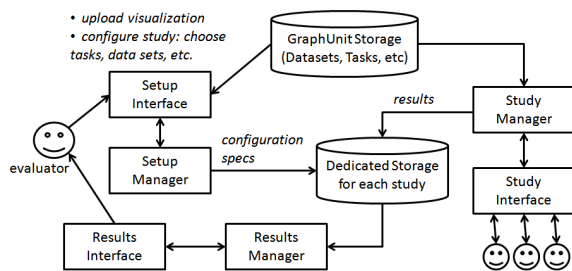 • upload visualization
• configure study: choose
tasks, data sets, etc.
GraphUnit Storage
(Datasets, Tasks, etc)
Setup
Interface
results
Study
Manager
evaluator
Setup
Manager
configuration
specs
Dedicated Storage
for each study
Study
Interface
Results
Interface
Results
Manager